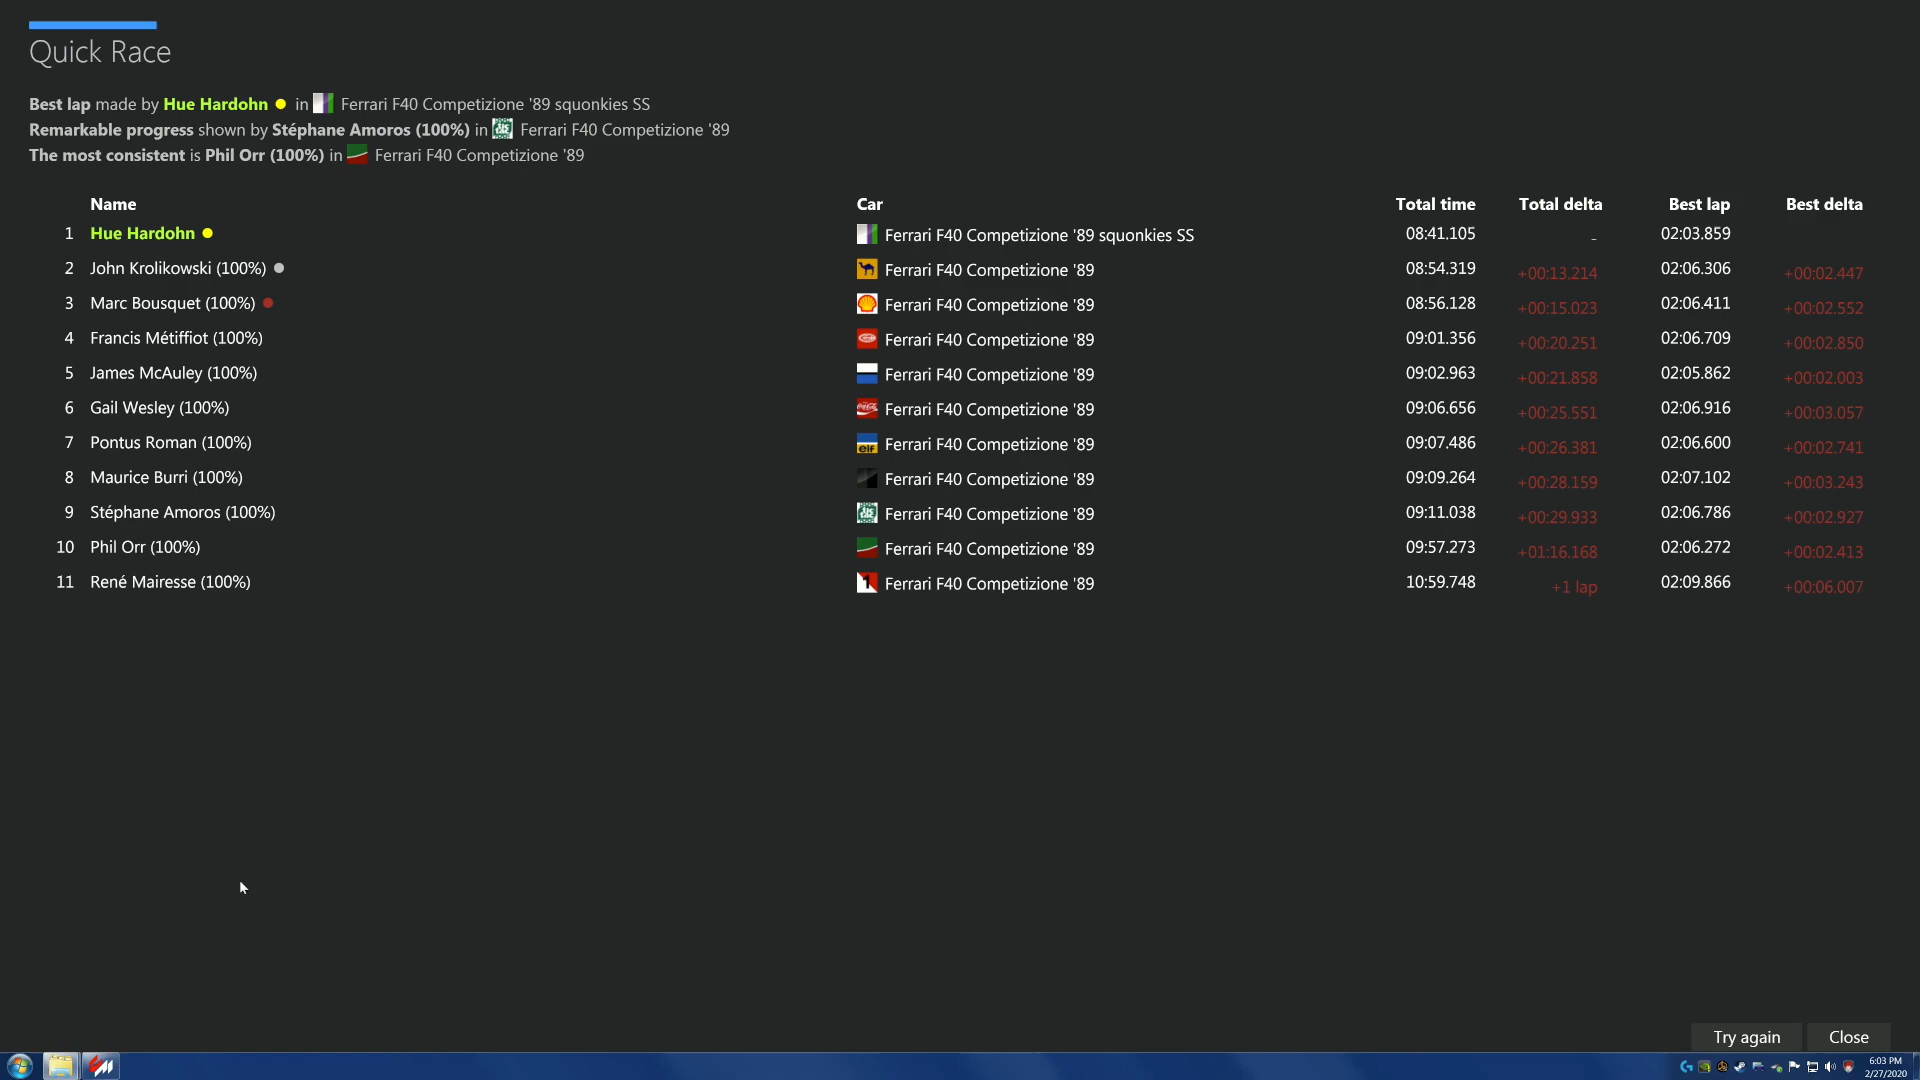 Quick Race
Best lap made by Hue Hardohn in Ferrari F40 Competizione '89 squonkies SS
Remarkable progress shown by Stéphane Amoros (100%) in Ferrari F40 Competizione '89
The most consistent is Phil Orr (100%) in Ferrari F40 Competizione '89
Name Car Total time Total delta Best lap Best delta
1 Hue Hardohn Ferrari F40 Competizione '89 squonkies SS 08:41.105 - 02:03.859
2 John Krolikowski (100%) Ferrari F40 Competizione '89 08:54.319 +00:13.214 02:06.306 +00:02.447
3 Marc Bousquet (100%) Ferrari F40 Competizione '89 08:56.128 +00:15.023 02:06.411 +00:02.552
4 Francis Métiffiot (100%) Ferrari F40 Competizione '89 09:01.356 +00:20.251 02:06.709 +00:02.850
5 James McAuley (100%) Ferrari F40 Competizione '89 09:02.963 +00:21.858 02:05.862 +00:02.003
6 Gail Wesley (100%) Ferrari F40 Competizione '89 09:06.656 +00:25.551 02:06.916 +00:03.057
7 Pontus Roman (100%) elf Ferrari F40 Competizione '89 09:07.486 +00:26.381 02:06.600 +00:02.741
8 Maurice Burri (100%) Ferrari F40 Competizione '89 09:09.264 +00:28.159 02:07.102 +00:03.243
9 Stéphane Amoros (100%) Ferrari F40 Competizione '89 09:11.038 +00:29.933 02:06.786 +00:02.927
10 Phil Orr (100%) Ferrari F40 Competizione '89 09:57.273 +01:16.168 02:06.272 +00:02.413
11 René Mairesse (100%) 1 Ferrari F40 Competizione '89 10:59.748 +1 lap 02:09.866 +00:06.007
Try again Close
6:03 PM
2/27/2020